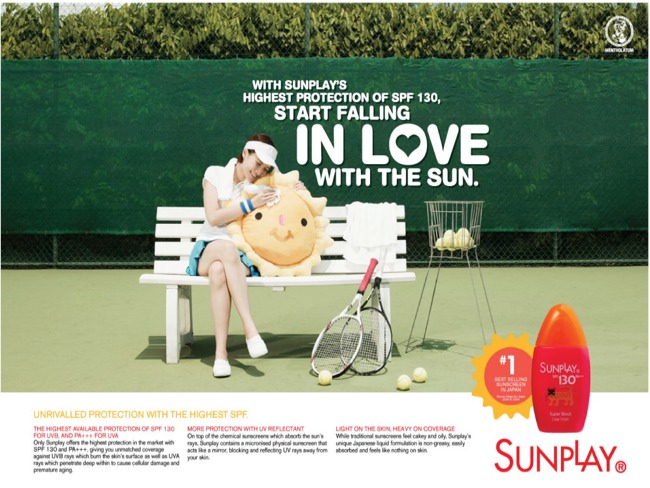 MENTHOLATUM
WITH SUNPLAY'S
HIGHEST PROTECTION OF SPF 130,
START FALLING
IN LOVE
WITH THE SUN.
#1
BEST SELLING
SUNSCREEN
IN JAPAN
SUNPLAY
SPF 130 PA+++
Super Block
UNRIVALLED PROTECTION WITH THE HIGHEST SPF.
THE HIGHEST AVAILABLE PROTECTION OF SPF 130
FOR UVB, AND PA+++ FOR UVA
Only Sunplay offers the highest protection in the market with
SPF 130 and PA+++, giving you unmatched coverage
against UVB rays which burn the skin's surface as well as UVA
rays which penetrate deep within to cause cellular damage and
premature aging.
MORE PROTECTION WITH UV REFLECTANT
On top of the chemical sunscreens which absorb the sun's
rays, Sunplay contains a micronised physical sunscreen that
acts like a mirror, blocking and reflecting UV rays away from
your skin.
LIGHT ON THE SKIN, HEAVY ON COVERAGE
While traditional sunscreens feel cakey and oily, Sunplay's
unique Japanese liquid formulation is non-greasy, easily
absorbed and feels like nothing on skin.
SUNPLAY®